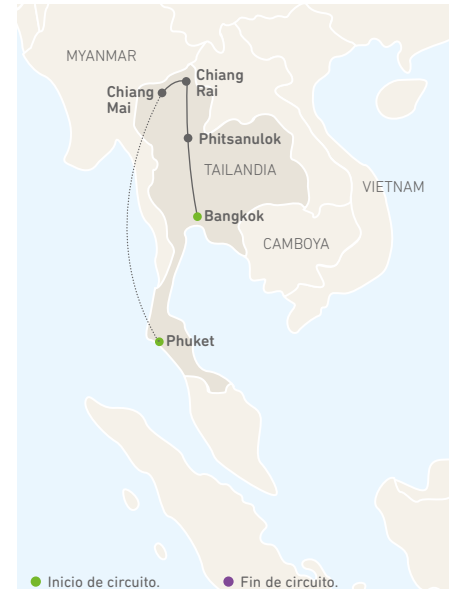 MYANMAR
Chiang
Rai
Chiang
Mai
Phitsanulok
TAILANDIA
VIETNAM
Bangkok
CAMBOYA
Phuket
Inicio de circuito.
Fin de circuito.